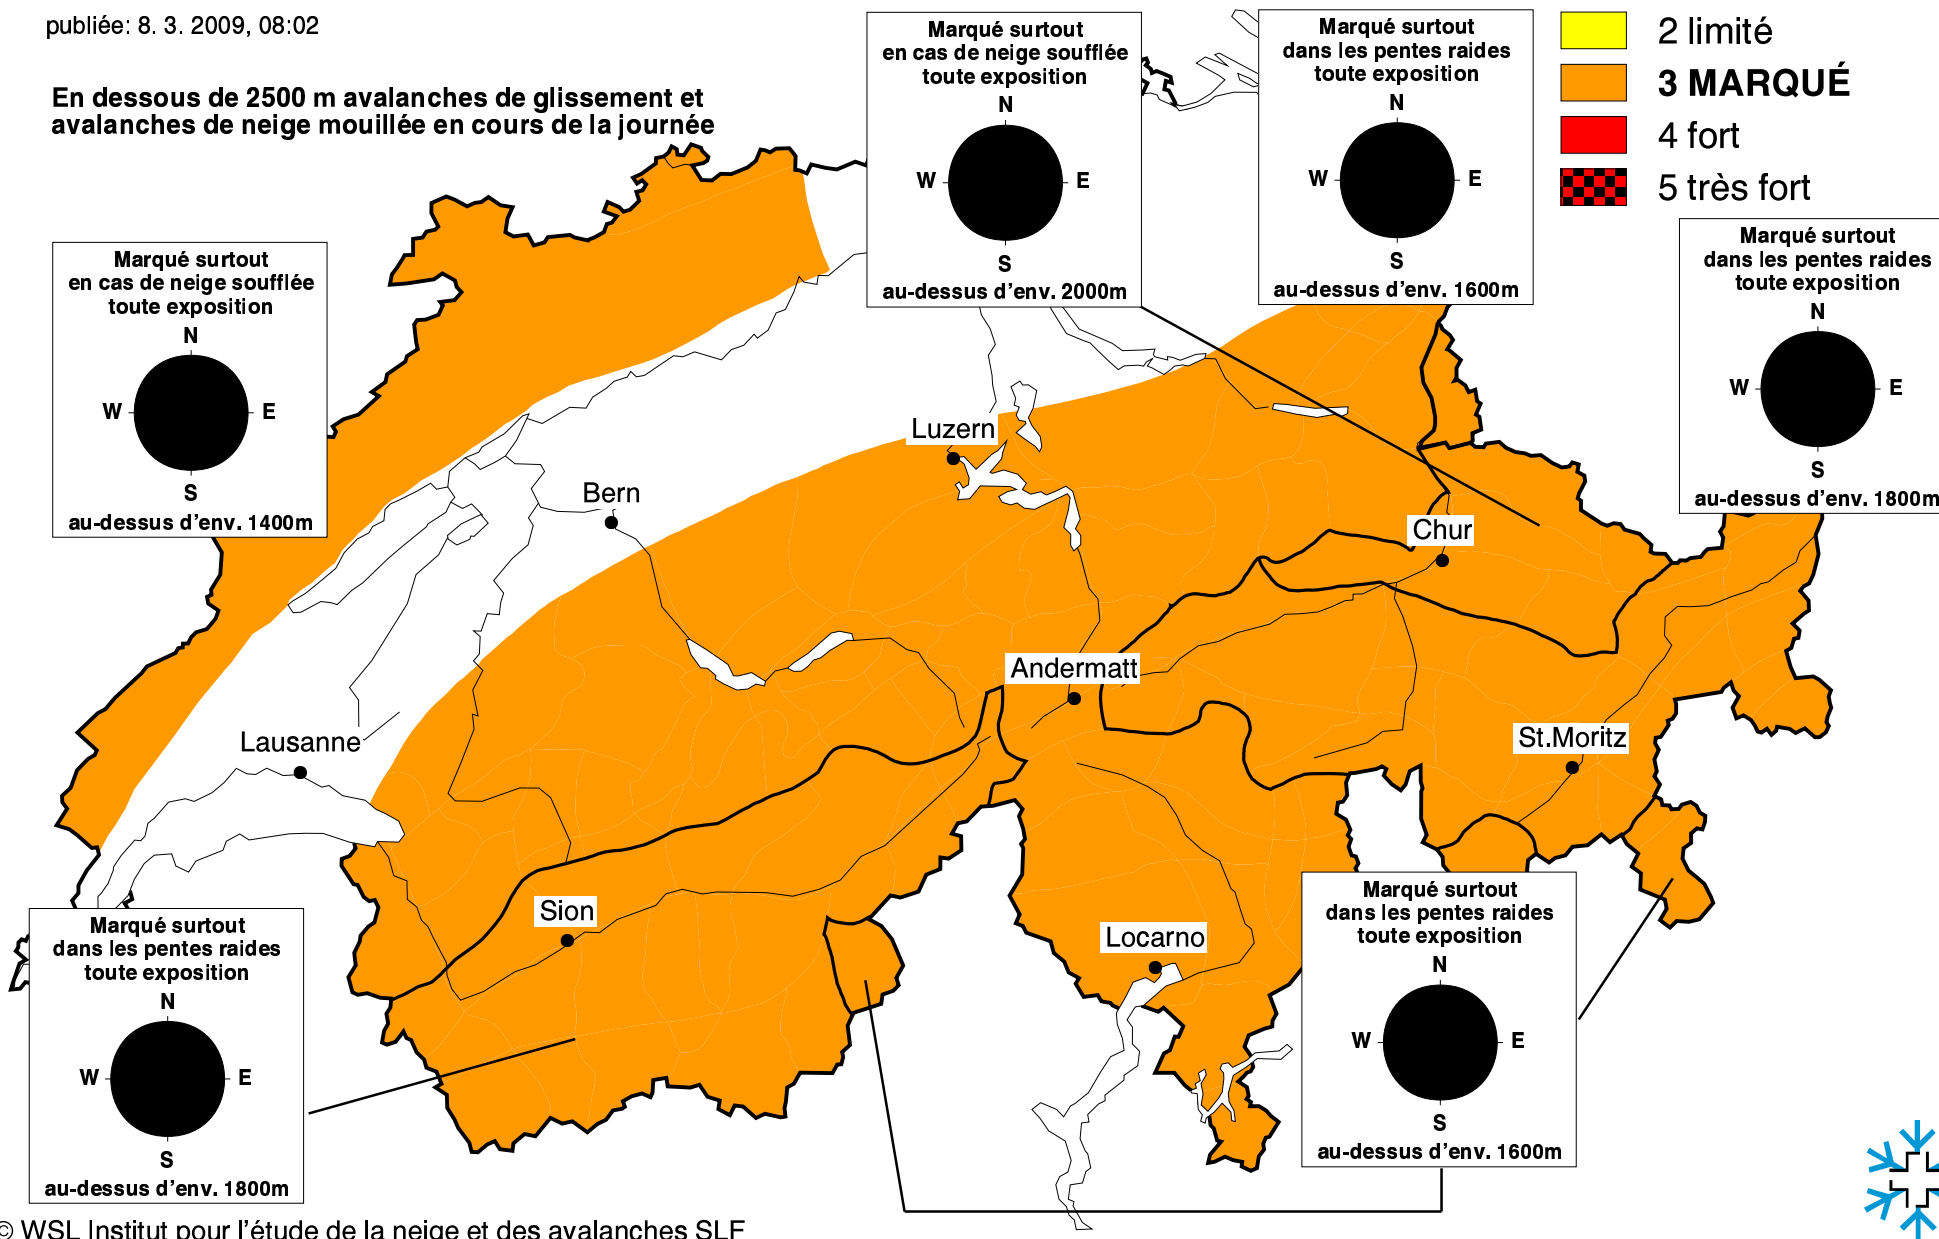 publiée: 8. 3. 2009, 08:02
En dessous de 2500 m avalanches de glissement et
avalanches de neige mouillée en cours de la journée
Marqué surtout
en cas de neige soufflée
toute exposition
N
W E
S
au-dessus d'env. 2000m
Marqué surtout
dans les pentes raides
toute exposition
N
W E
S
au-dessus d'env. 1600m
2 limité
3 MARQUÉ
4 fort
5 très fort
Marqué surtout
en cas de neige soufflée
toute exposition
N
W E
S
au-dessus d'env. 1400m
Marqué surtout
dans les pentes raides
toute exposition
N
W E
S
au-dessus d'env. 1800m
Luzern
Bern
Chur
Andermatt
Lausanne
St.Moritz
Sion
Locarno
Marqué surtout
dans les pentes raides
toute exposition
N
W E
S
au-dessus d'env. 1800m
Marqué surtout
dans les pentes raides
toute exposition
N
W E
S
au-dessus d'env. 1600m
© WSL Institut pour l'étude de la neige et des avalanches SLF